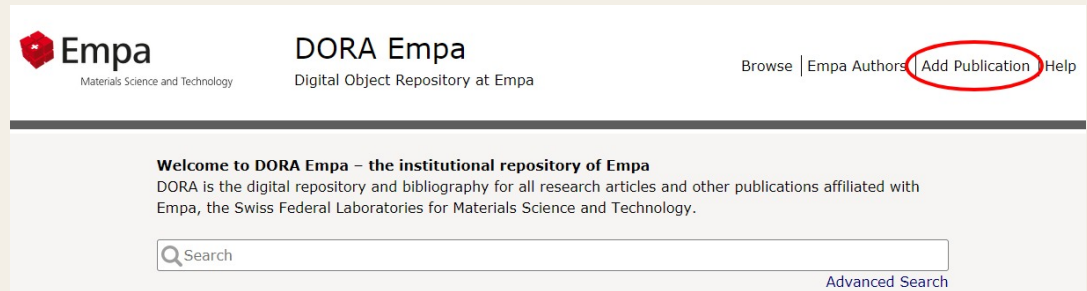 Empa
Materials Science and Technology
DORA Empa
Digital Object Repository at Empa
Browse | Empa Authors | Add Publication | Help
Welcome to DORA Empa – the institutional repository of Empa
DORA is the digital repository and bibliography for all research articles and other publications affiliated with
Empa, the Swiss Federal Laboratories for Materials Science and Technology.
Search
Advanced Search